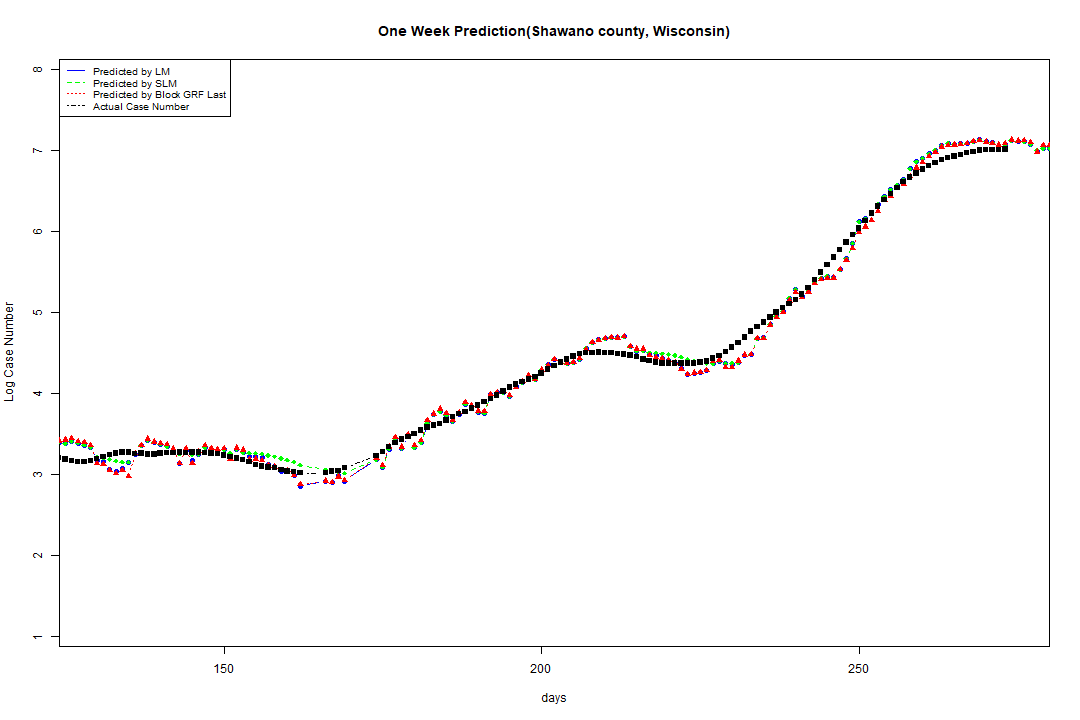 One Week Prediction(Shawano county, Wisconsin)
Predicted by LM
Predicted by SLM
Predicted by Block GRF Last
Actual Case Number
8
7
6
5
4
3
2
1
Log Case Number
150 200 250
days